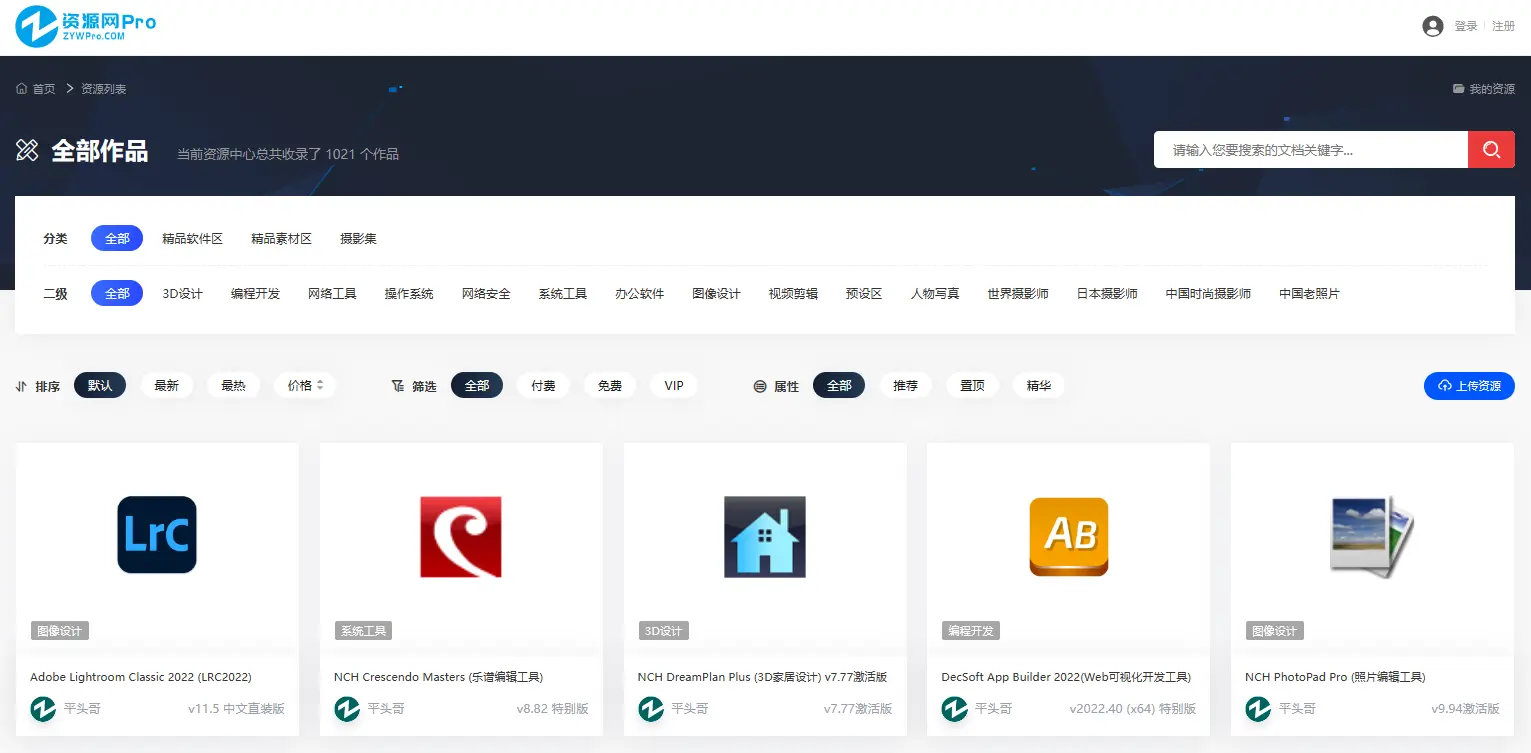 资源网Pro
ZYWPro.COM
登录 注册
首页 资源列表
我的资源
全部作品 当前资源中心总共收录了 1021 个作品
请输入您要搜索的文档关键字...
分类 全部 精品软件区 精品素材区 摄影集
二级 全部 3D设计 编程开发 网络工具 操作系统 网络安全 系统工具 办公软件 图像设计 视频剪辑 预设区 人物写真 世界摄影师 日本摄影师 中国时尚摄影师 中国老照片
排序 默认 最新 最热 价格 筛选 全部 付费 免费 VIP 属性 全部 推荐 置顶 精华 上传资源
LrC
AB
图像设计 系统工具 3D设计 编程开发 图像设计
Adobe Lightroom Classic 2022 (LRC2022)
平头哥 v11.5 中文直装版
NCH Crescendo Masters (乐谱编辑工具)
平头哥 v8.82 特别版
NCH DreamPlan Plus (3D家居设计) v7.77激活版
平头哥 v7.77激活版
DecSoft App Builder 2022(Web可视化开发工具)
平头哥 v2022.40 (x64) 特别版
NCH PhotoPad Pro (照片编辑工具)
平头哥 v9.94激活版